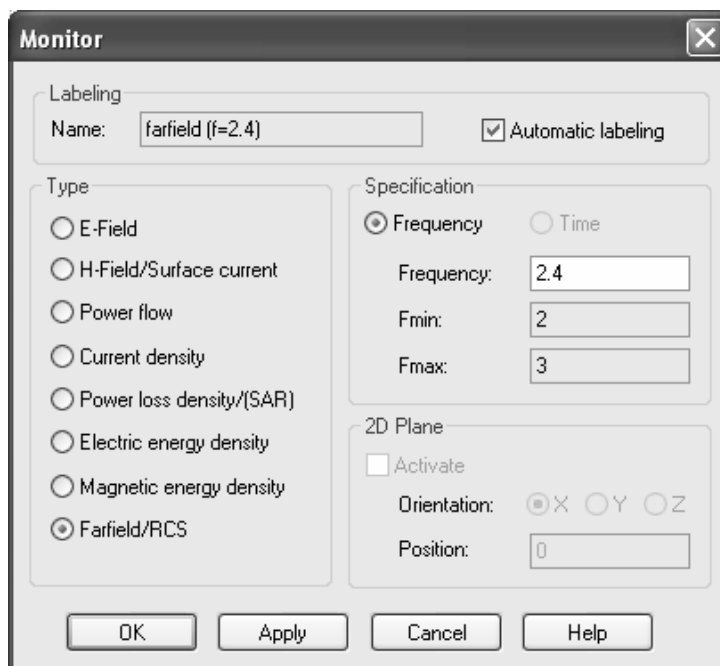 Monitor
Labeling
Name: farfield (f=2.4) Automatic labeling
Type
E-Field
H-Field/Surface current
Power flow
Current density
Power loss density/(SAR)
Electric energy density
Magnetic energy density
Farfield/RCS
Specification
Frequency Time
Frequency: 2.4
Fmin: 2
Fmax: 3
2D Plane
Activate
Orientation: X Y Z
Position: 0
OK Apply Cancel Help